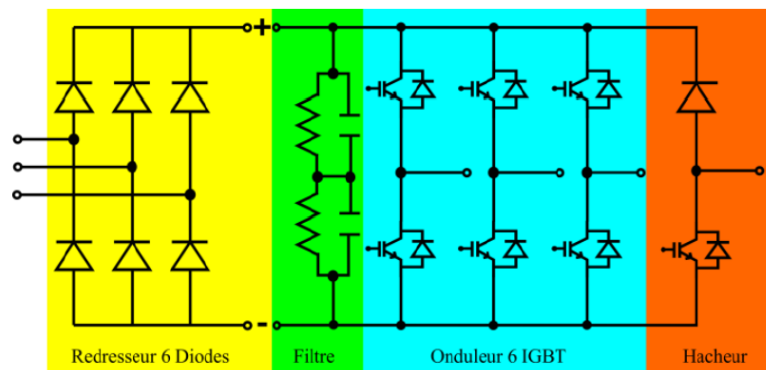 +
-
Redresseur 6 Diodes
Filtre
Onduleur 6 IGBT
Hacheur